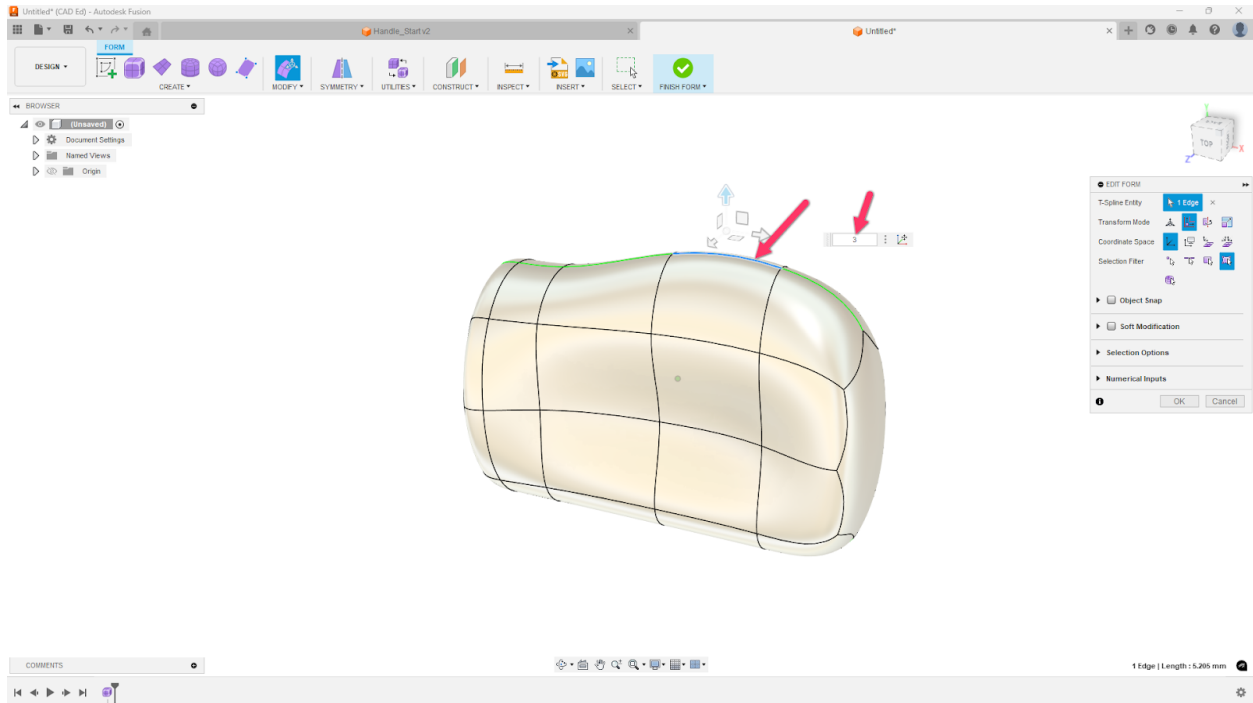 Untitled* (CAD Ed) - Autodesk Fusion
Handle_Start v2
Untitled*
FORM
DESIGN
CREATE
MODIFY
SYMMETRY
UTILITIES
CONSTRUCT
INSPECT
INSERT
SELECT
FINISH FORM
BROWSER
(Unsaved)
Document Settings
Named Views
Origin
Y
TOP
X
Z
EDIT FORM
T-Spline Entity 1 Edge
Transform Mode
Coordinate Space
Selection Filter
Object Snap
Soft Modification
Selection Options
Numerical Inputs
OK Cancel
3
COMMENTS
1 Edge | Length : 5.205 mm